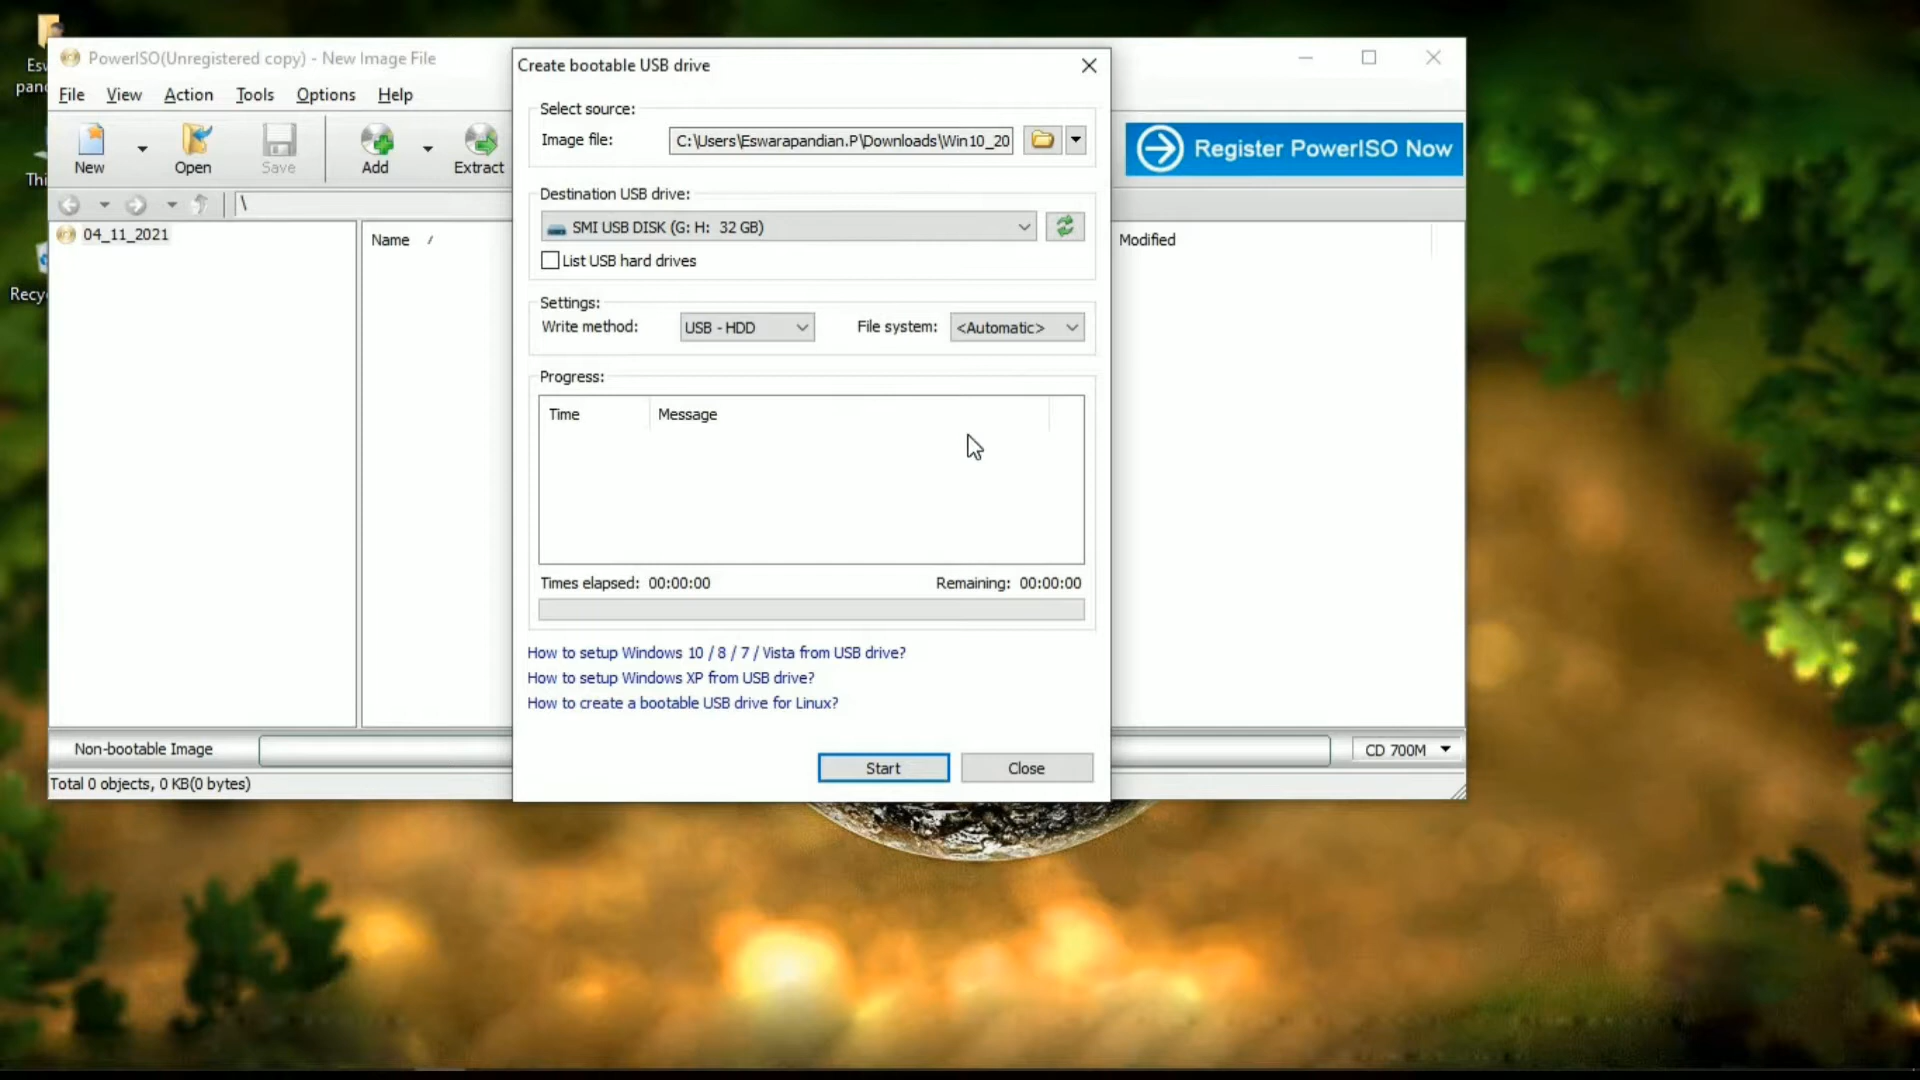 PowerISO(Unregistered copy) - New Image File
File View Action Tools Options Help
New
Open
Save
Add
Extract
Register PowerISO Now
\
04_11_2021
Name /
Modified
Non-bootable Image
CD 700M
Total 0 objects, 0 KB(0 bytes)
Create bootable USB drive
Select source:
Image file: C:\Users\Eswarapandian.P\Downloads\Win10_20
Destination USB drive:
SMI USB DISK (G: H: 32 GB)
List USB hard drives
Settings:
Write method: USB - HDD File system: <Automatic>
Progress:
Time Message
Times elapsed: 00:00:00 Remaining: 00:00:00
How to setup Windows 10 / 8 / 7 / Vista from USB drive?
How to setup Windows XP from USB drive?
How to create a bootable USB drive for Linux?
Start Close
pand
Thi
Recy